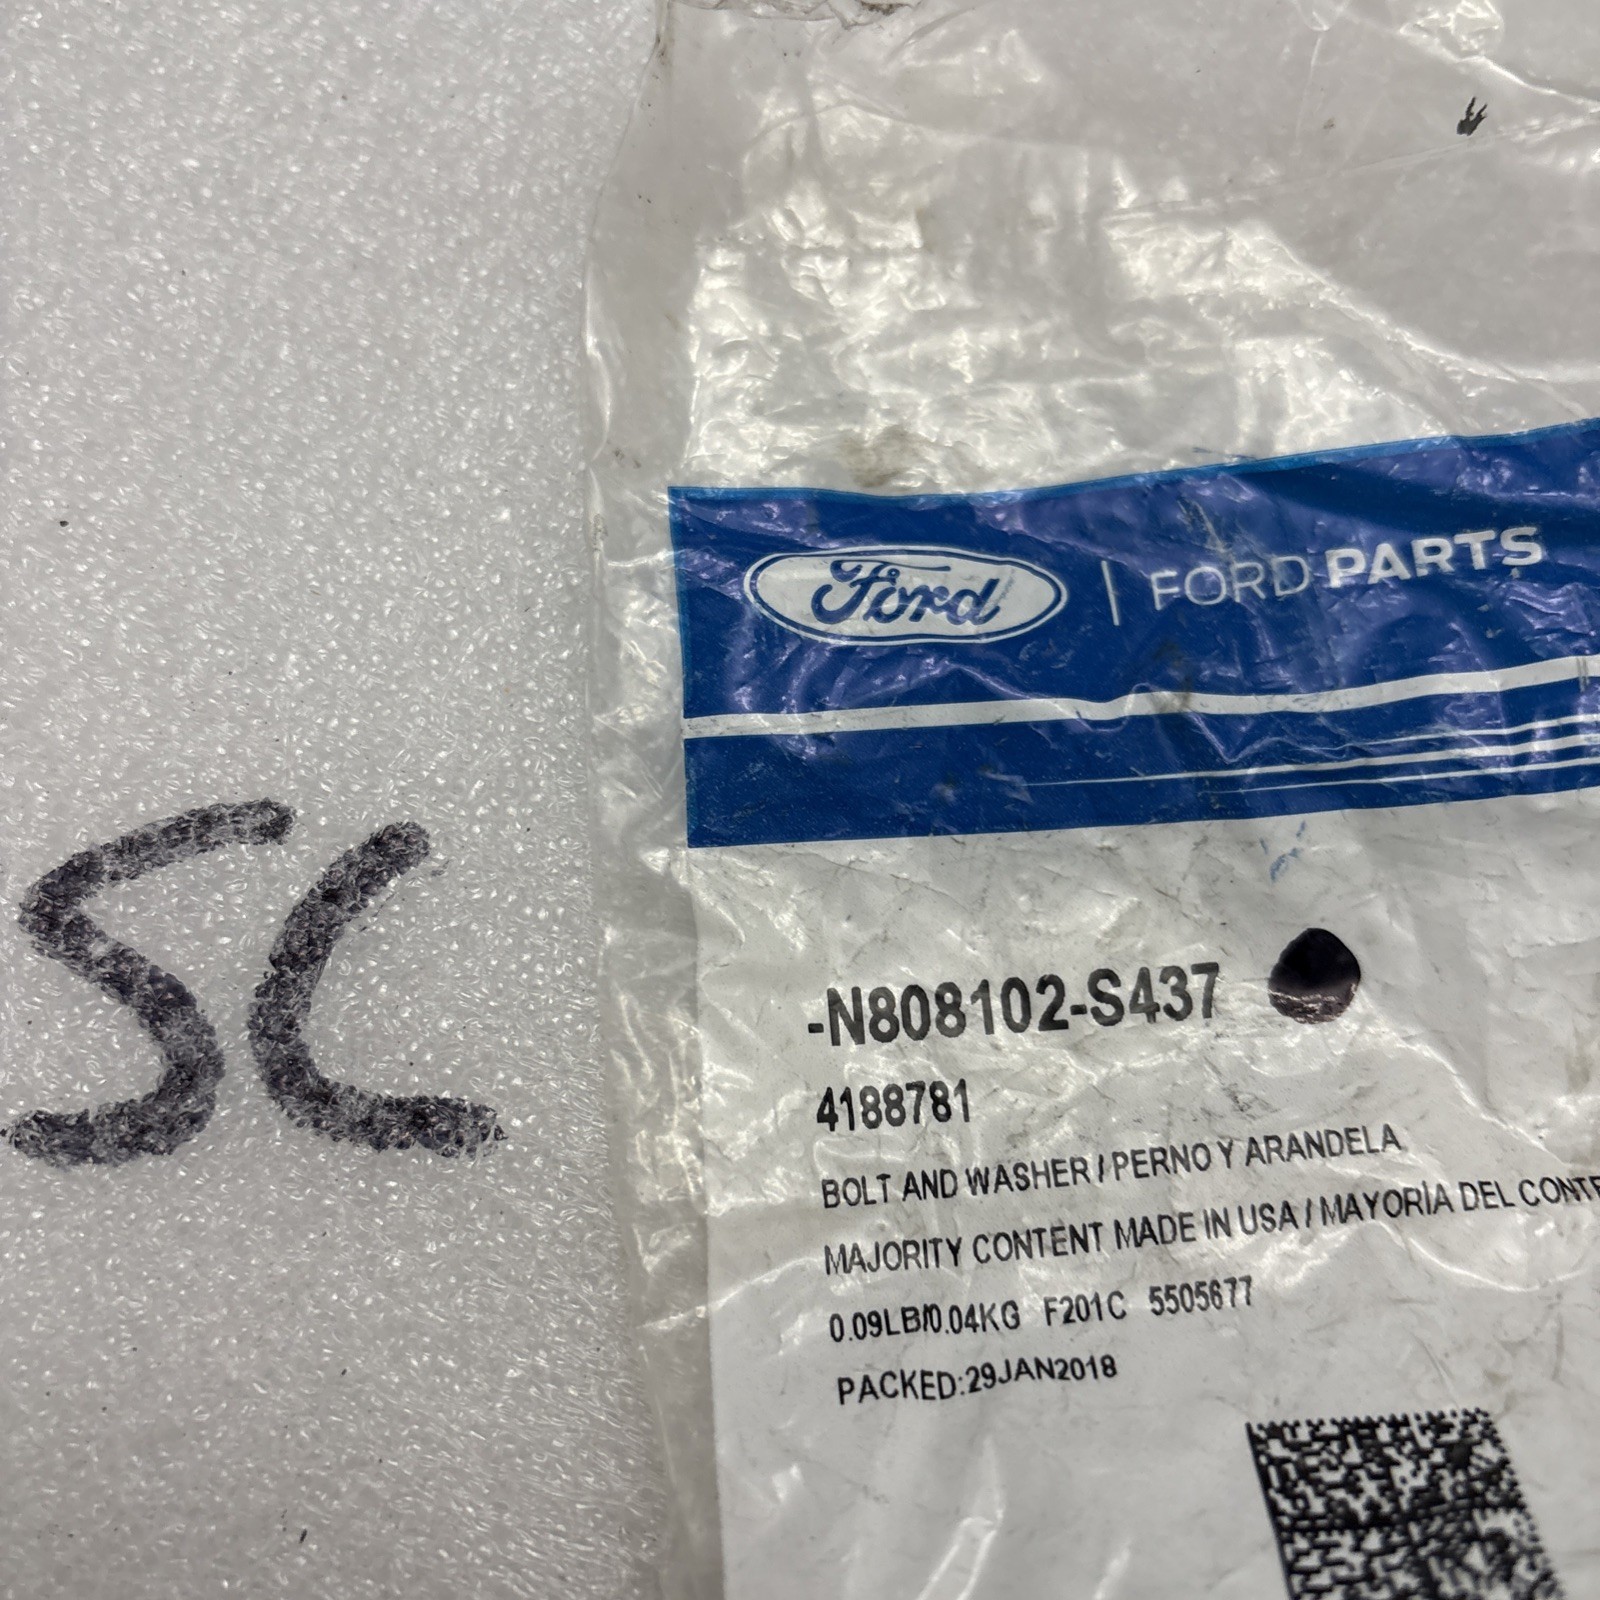 Ford | FORD PARTS
SC
-N808102-S437
4188781
BOLT AND WASHER / PERNO Y ARANDELA
MAJORITY CONTENT MADE IN USA / MAYORÍA DEL CONTE
0.09LB/0.04KG F201C 5505677
PACKED:29JAN2018